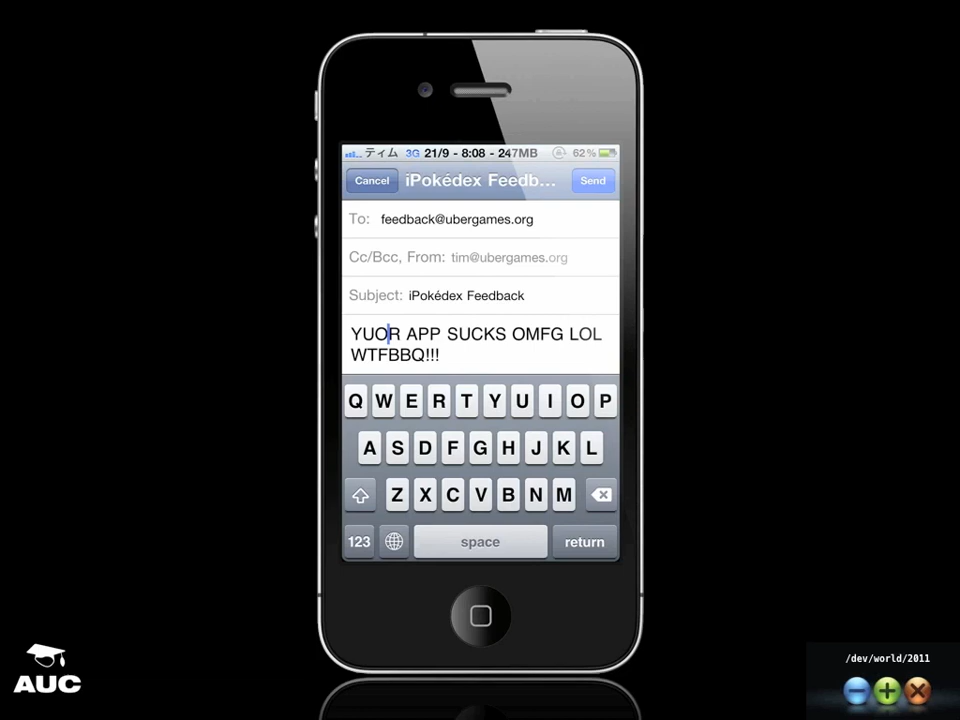 ティム 3G 21/9 - 8:08 - 247MB 62%
Cancel iPokédex Feedb... Send
To: feedback@ubergames.org
Cc/Bcc, From: tim@ubergames.org
Subject: iPokédex Feedback
YUOR APP SUCKS OMFG LOL
WTFBBQ!!!
Q W E R T Y U I O P
A S D F G H J K L
Z X C V B N M
123 space return
AUC
/dev/world/2011